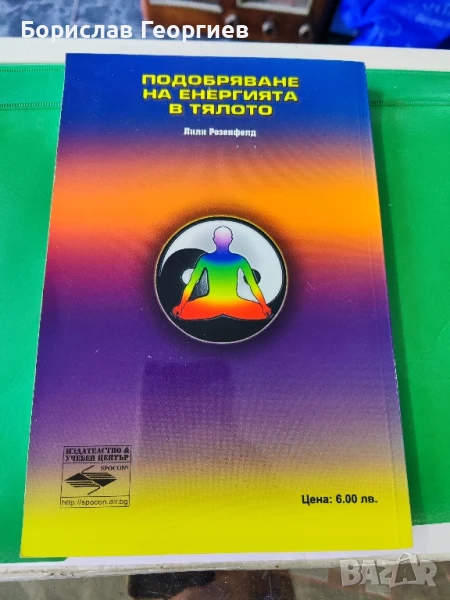 Борислав Георгиев
ПОДОБРЯВАНЕ
НА ЕНЕРГИЯТА
В ТЯЛОТО
Лили Розенфелд
ИЗДАТЕЛСТВО &
УЧЕБЕН ЦЕНТЪР
SPOCON®
http://spocon.dir.bg
Цена: 6.00 лв.
BAZAR